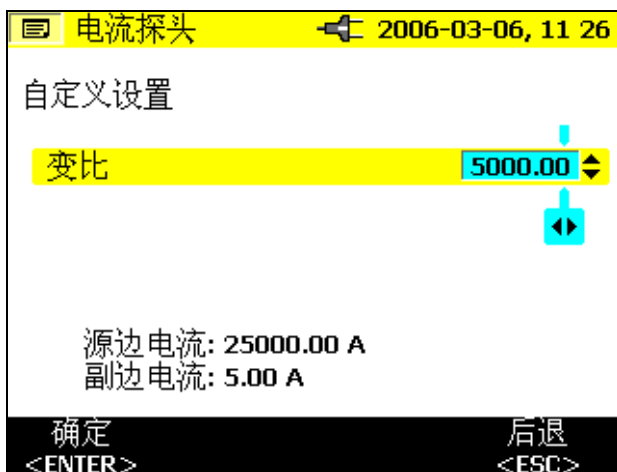 电流探头 2006-03-06, 11 26
自定义设置
变比 5000.00
源边电流: 25000.00 A
副边电流: 5.00 A
确定 后退
<ENTER> <ESC>